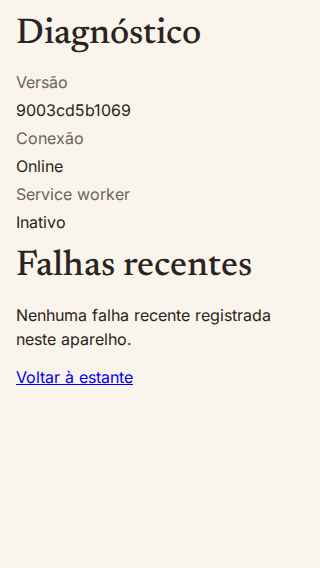 Diagnóstico
Versão
9003cd5b1069
Conexão
Online
Service worker
Inativo
Falhas recentes
Nenhuma falha recente registrada
neste aparelho.
Voltar à estante